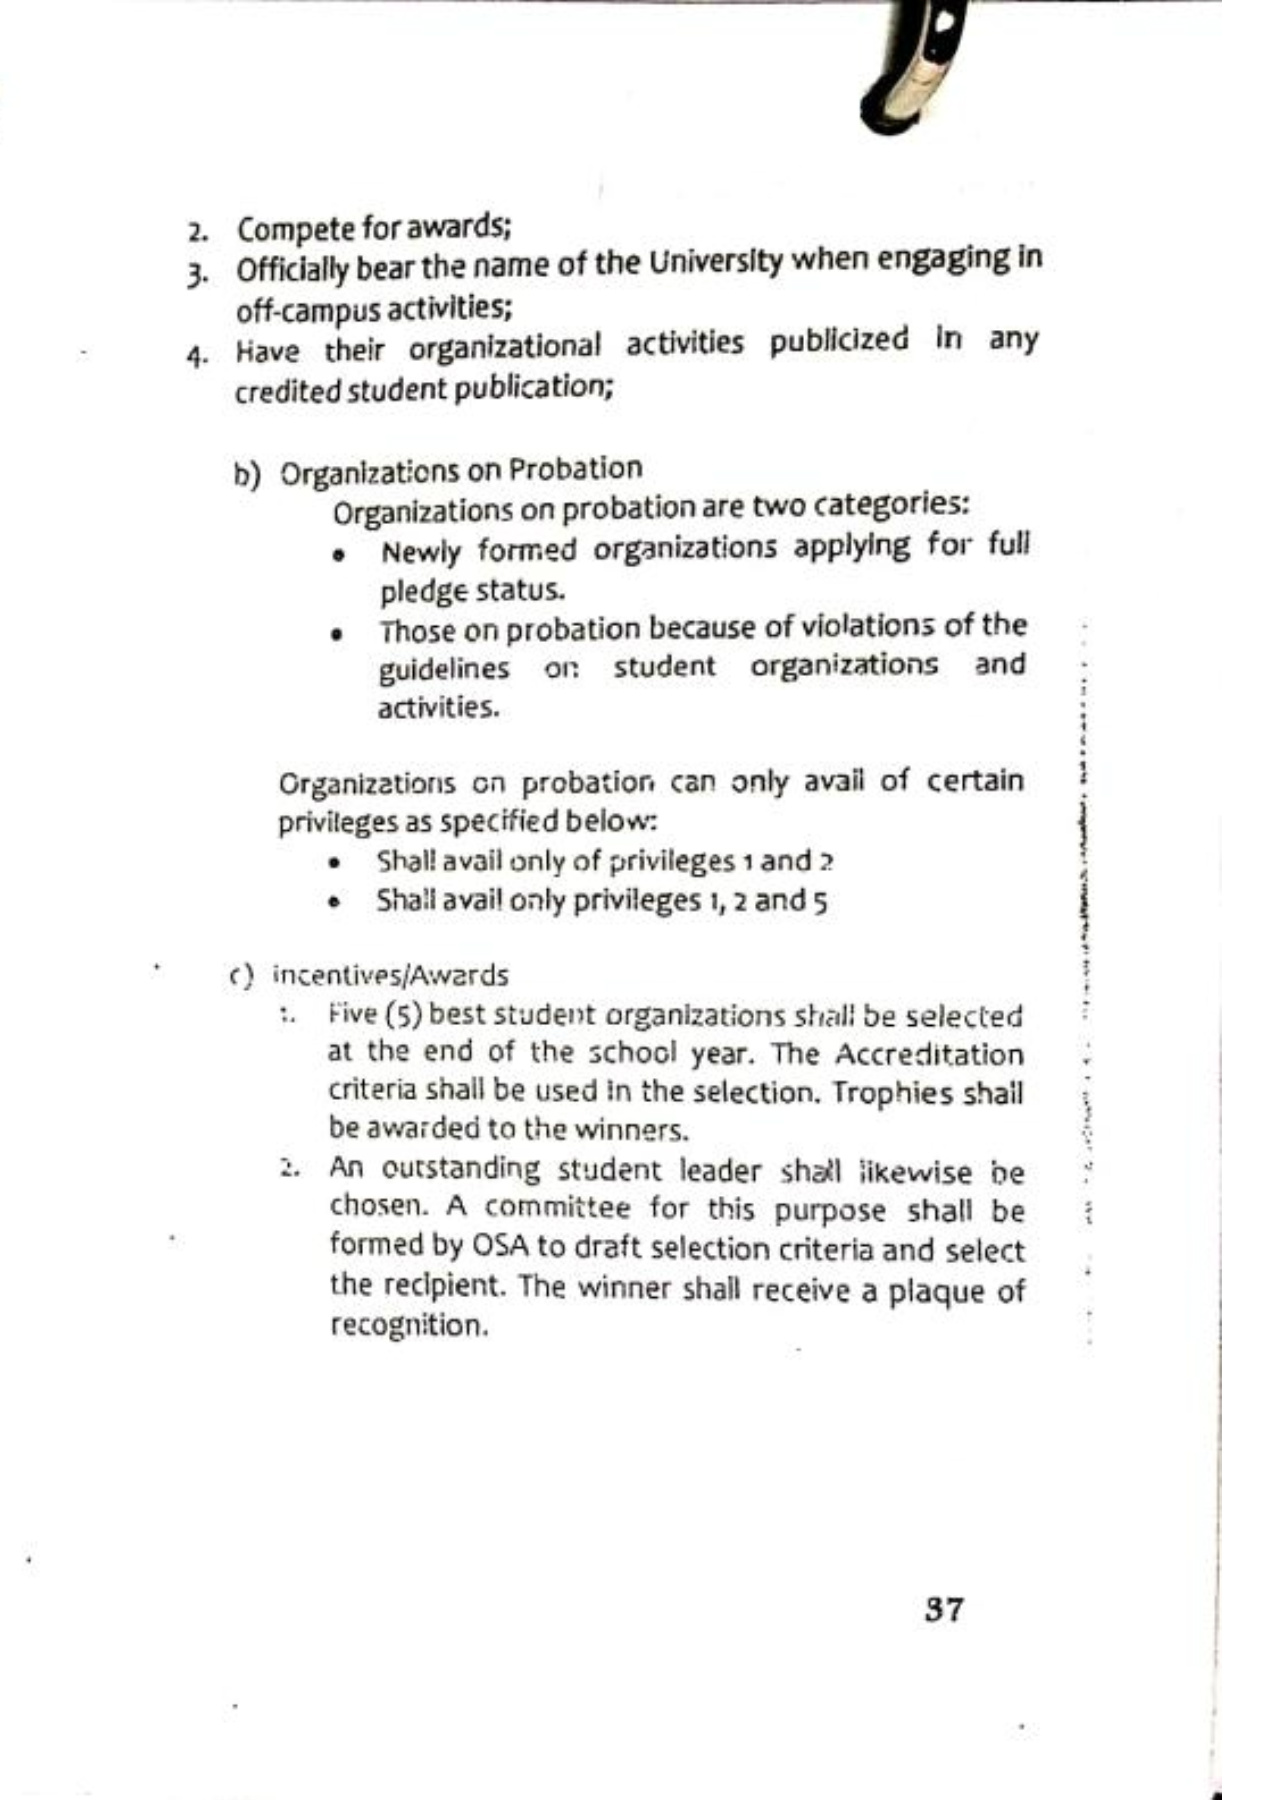 2. Compete for awards;
3. Officially bear the name of the University when engaging in
off-campus activities;
4. Have their organizational activities publicized in any
credited student publication;
b) Organizations on Probation
Organizations on probation are two categories:
• Newly formed organizations applying for full
pledge status.
• Those on probation because of violations of the
guidelines on student organizations and
activities.
Organizations on probation can only avail of certain
privileges as specified below:
• Shall avail only of privileges 1 and 2
• Shall avail only privileges 1, 2 and 5
c) incentives/Awards
1. Five (5) best student organizations shall be selected
at the end of the school year. The Accreditation
criteria shall be used in the selection. Trophies shall
be awarded to the winners.
2. An outstanding student leader shall likewise be
chosen. A committee for this purpose shall be
formed by OSA to draft selection criteria and select
the recipient. The winner shall receive a plaque of
recognition.
37